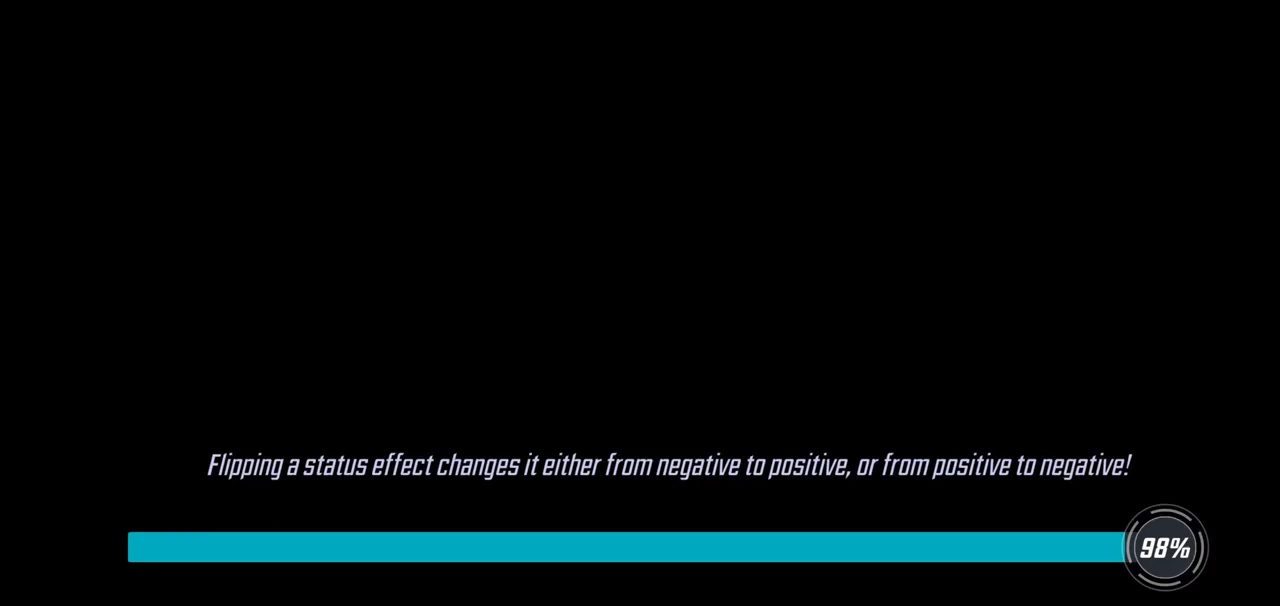 Flipping a status effect changes it either from negative to positive, or from positive to negative!
98%